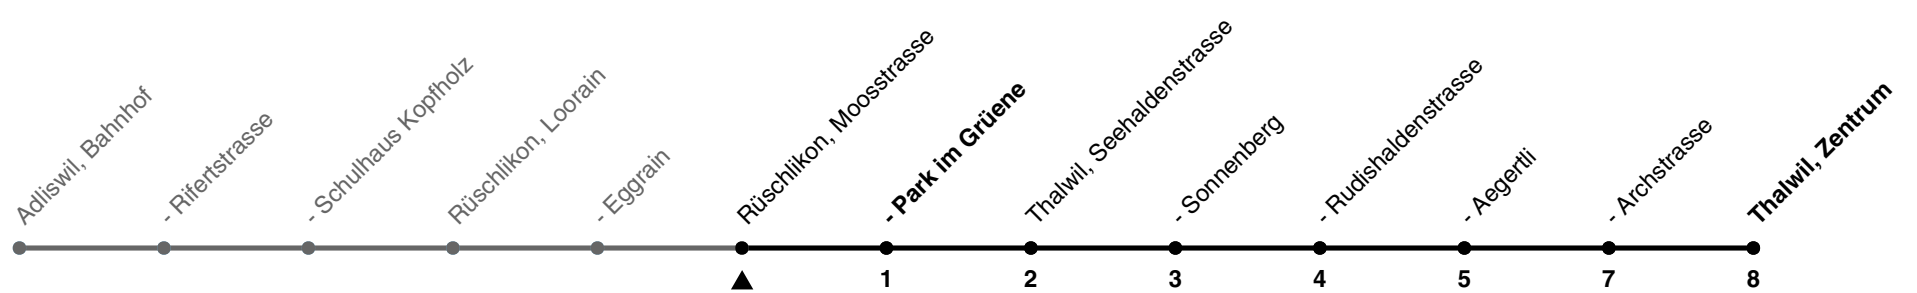 Adliswil, Bahnhof
- Rifertstrasse
- Schulhaus Kopfholz
Rüschlikon, Loorain
- Eggrain
Rüschlikon, Moosstrasse
- Park im Grüene
Thalwil, Seehaldenstrasse
- Sonnenberg
- Rudishaldenstrasse
- Aegertli
- Archstrasse
Thalwil, Zentrum
1 2 3 4 5 7 8